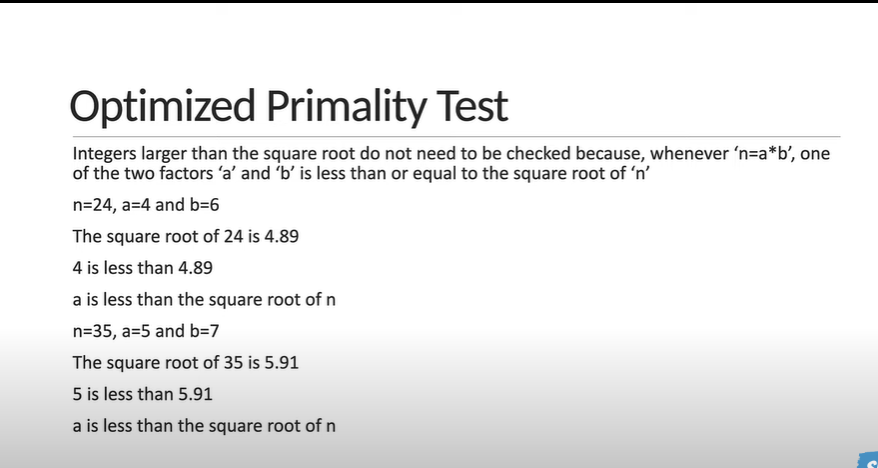 Optimized Primality Test
Integers larger than the square root do not need to be checked because, whenever ‘n=a*b’, one
of the two factors ‘a’ and ‘b’ is less than or equal to the square root of ‘n’
n=24, a=4 and b=6
The square root of 24 is 4.89
4 is less than 4.89
a is less than the square root of n
n=35, a=5 and b=7
The square root of 35 is 5.91
5 is less than 5.91
a is less than the square root of n